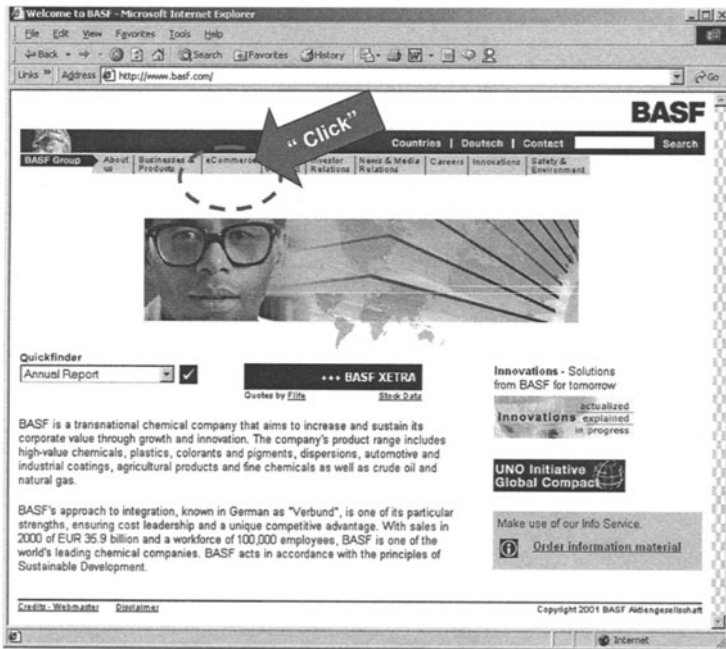 Welcome to BASF - Microsoft Internet Explorer
File Edit View Favorites Tools Help
Back Search Favorites History
Links Address http://www.basf.com/ Go
BASF
" Click"
Countries | Deutsch | Contact Search
BASF Group About us Businesses & Products eCommerce Investor Relations News & Media Relations Careers Innovations Safety & Environment
Quickfinder
Annual Report
+++ BASF XETRA
Quotes by Flife Stock Data
Innovations - Solutions
from BASF for tomorrow
actualized
Innovations explained
in progress
BASF is a transnational chemical company that aims to increase and sustain its
corporate value through growth and innovation. The company's product range includes
high-value chemicals, plastics, colorants and pigments, dispersions, automotive and
industrial coatings, agricultural products and fine chemicals as well as crude oil and
natural gas.
UNO Initiative
Global Compact
BASF's approach to integration, known in German as "Verbund", is one of its particular
strengths, ensuring cost leadership and a unique competitive advantage. With sales in
2000 of EUR 35.9 billion and a workforce of 100,000 employees, BASF is one of the
world's leading chemical companies. BASF acts in accordance with the principles of
Sustainable Development.
Make use of our Info Service.
Order information material
Credits - Webmaster Disclaimer
Copyright 2001 BASF Aktiengesellschaft
Internet